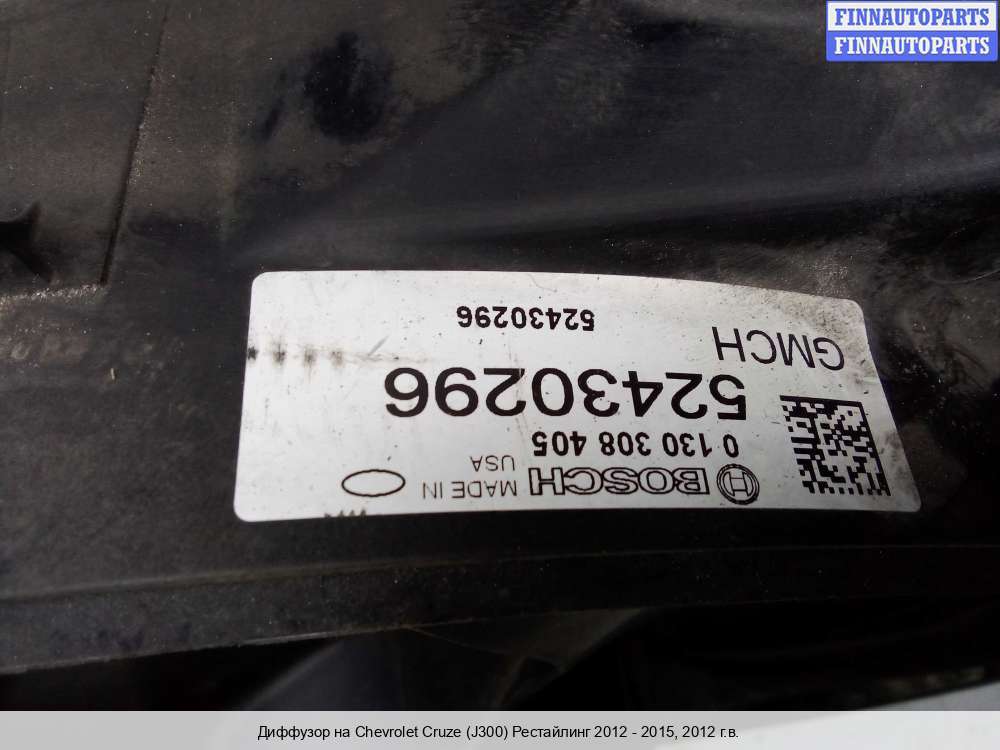 FINNAUTOPARTS
FINNAUTOPARTS
BOSCH MADE IN USA
0 130 308 405
52430296
GMCH
52430296
Диффузор на Chevrolet Cruze (J300) Рестайлинг 2012 - 2015, 2012 г.в.